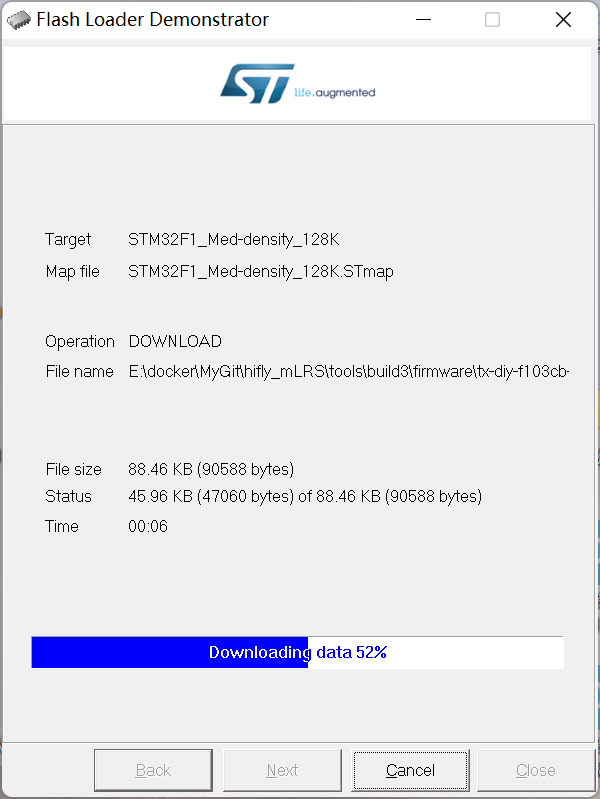 Flash Loader Demonstrator
ST
life.augmented
Target STM32F1_Med-density_128K
Map file STM32F1_Med-density_128K.STmap
Operation DOWNLOAD
File name E:\docker\MyGit\hifly_mLRS\tools\build3\firmware\tx-diy-f103cb-
File size 88.46 KB (90588 bytes)
Status 45.96 KB (47060 bytes) of 88.46 KB (90588 bytes)
Time 00:06
Downloading data 52%
Back Next Cancel Close